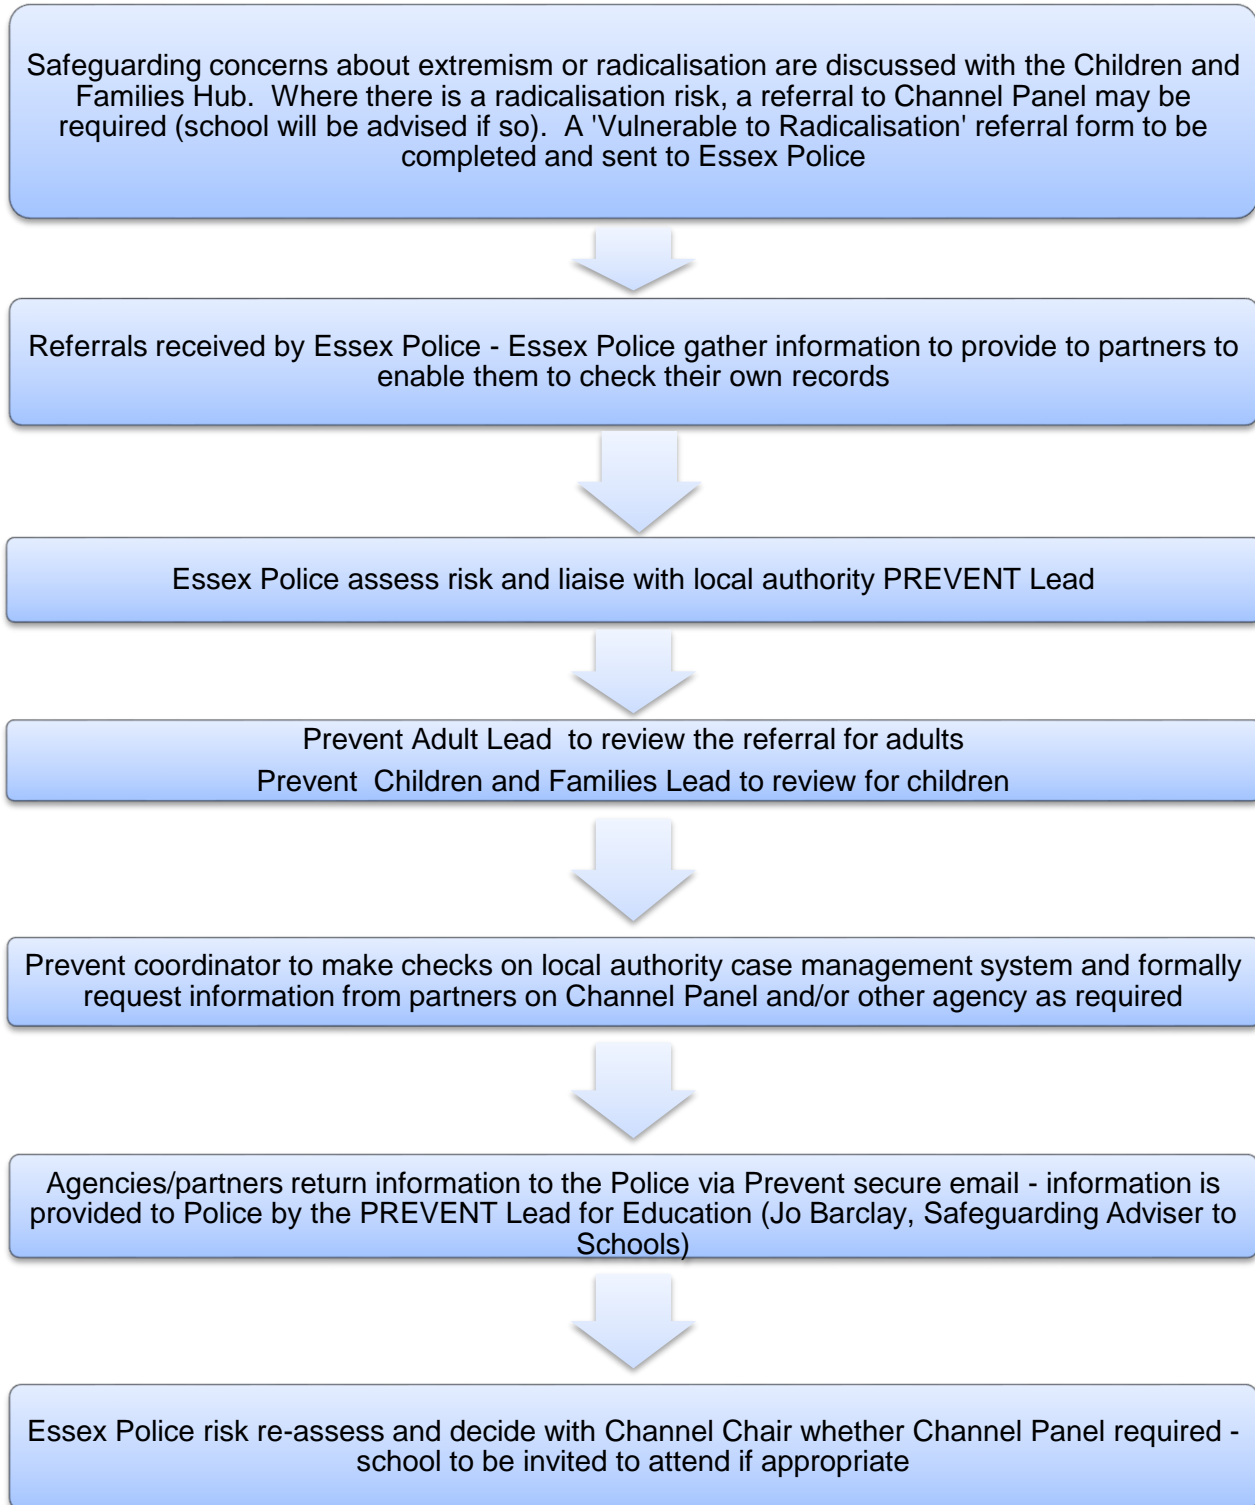 Safeguarding concerns about extremism or radicalisation are discussed with the Children and
Families Hub.  Where there is a radicalisation risk, a referral to Channel Panel may be
required (school will be advised if so).  A 'Vulnerable to Radicalisation' referral form to be
completed and sent to Essex Police
Referrals received by Essex Police - Essex Police gather information to provide to partners to
enable them to check their own records
Essex Police assess risk and liaise with local authority PREVENT Lead
Prevent Adult Lead  to review the referral for adults
Prevent  Children and Families Lead to review for children
Prevent coordinator to make checks on local authority case management system and formally
request information from partners on Channel Panel and/or other agency as required
Agencies/partners return information to the Police via Prevent secure email - information is
provided to Police by the PREVENT Lead for Education (Jo Barclay, Safeguarding Adviser to
Schools)
Essex Police risk re-assess and decide with Channel Chair whether Channel Panel required -
school to be invited to attend if appropriate